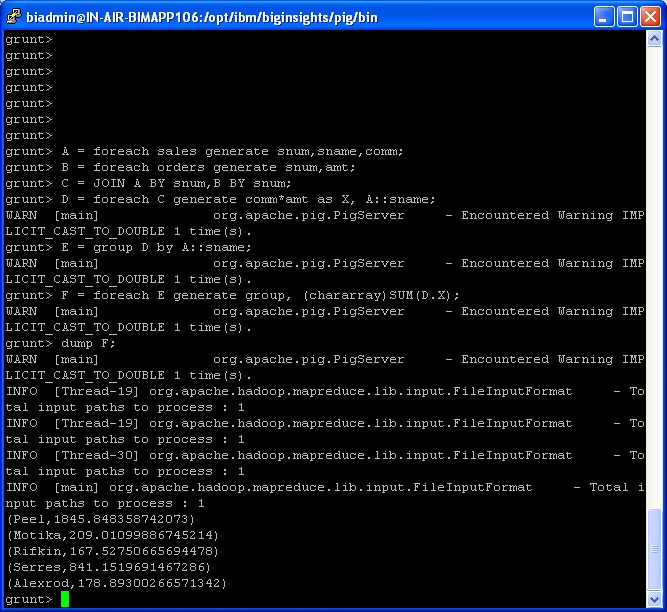 biadmin@IN-AIR-BIMAPP106:/opt/ibm/biginsights/pig/bin
grunt>
grunt>
grunt>
grunt>
grunt>
grunt>
grunt>
grunt> A = foreach sales generate snum,sname,comm;
grunt> B = foreach orders generate snum,amt;
grunt> C = JOIN A BY snum,B BY snum;
grunt> D = foreach C generate comm*amt as X, A::sname;
WARN  [main]              org.apache.pig.PigServer     - Encountered Warning IMP
LICIT_CAST_TO_DOUBLE 1 time(s).
grunt> E = group D by A::sname;
WARN  [main]              org.apache.pig.PigServer     - Encountered Warning IMP
LICIT_CAST_TO_DOUBLE 1 time(s).
grunt> F = foreach E generate group, (chararray)SUM(D.X);
WARN  [main]              org.apache.pig.PigServer     - Encountered Warning IMP
LICIT_CAST_TO_DOUBLE 1 time(s).
grunt> dump F;
WARN  [main]              org.apache.pig.PigServer     - Encountered Warning IMP
LICIT_CAST_TO_DOUBLE 1 time(s).
INFO  [Thread-19] org.apache.hadoop.mapreduce.lib.input.FileInputFormat     - To
tal input paths to process : 1
INFO  [Thread-19] org.apache.hadoop.mapreduce.lib.input.FileInputFormat     - To
tal input paths to process : 1
INFO  [Thread-30] org.apache.hadoop.mapreduce.lib.input.FileInputFormat     - To
tal input paths to process : 1
INFO  [main] org.apache.hadoop.mapreduce.lib.input.FileInputFormat     - Total i
nput paths to process : 1
(Peel,1845.848358742073)
(Motika,209.01099886745214)
(Rifkin,167.52750665694478)
(Serres,841.1519691467286)
(Alexrod,178.89300266571342)
grunt>